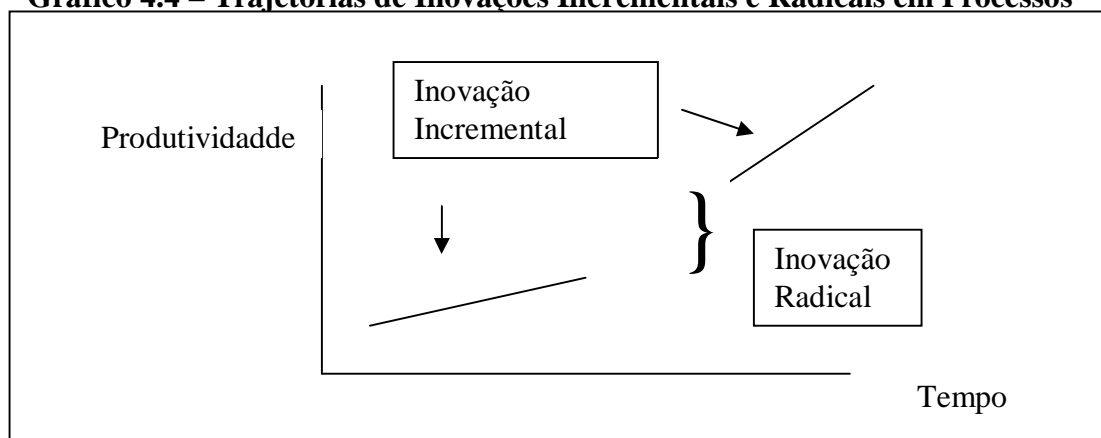 Gráfico 4.4 – Trajetórias de Inovações Incrementais e Radicais em Processos
Inovação
Incremental
Produtividadde
Inovação
Radical
Tempo